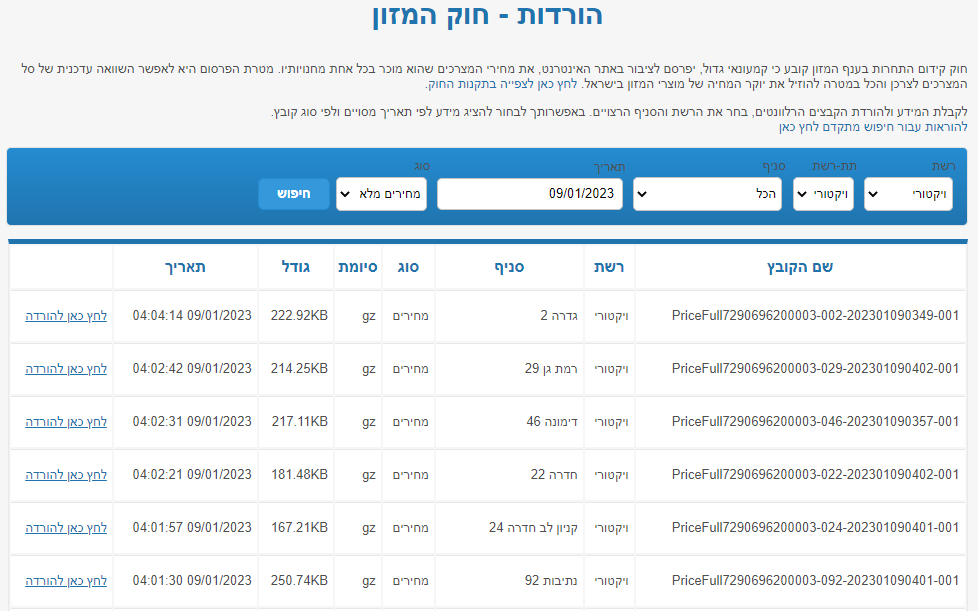 הורדות - חוק המזון
חוק קידום התחרות בענף המזון קובע כי קמעונאי גדול, יפרסם לציבור באתר האינטרנט, את מחירי המצרכים שהוא מוכר בכל אחת מחנויותיו. מטרת הפרסום היא לאפשר השוואה עדכנית של סל
המצרכים לצרכן והכל במטרה להוזיל את יוקר המחיה של מוצרי המזון בישראל. לחץ כאן לצפייה בתקנות החוק.
לקבלת המידע ולהורדת הקבצים הרלוונטים, בחר את הרשת והסניף הרצויים. באפשרותך לבחור להציג מידע לפי תאריך מסויים ולפי סוג קובץ.
להוראות עבור חיפוש מתקדם לחץ כאן
רשת תת-רשת סניף תאריך סוג
ויקטורי ויקטורי הכל 09/01/2023 מחירים מלא חיפוש
שם הקובץ רשת סניף סוג סיומת גודל תאריך
PriceFull7290696200003-002-202301090349-001 ויקטורי גדרה 2 מחירים gz 222.92KB 04:04:14 09/01/2023 לחץ כאן להורדה
PriceFull7290696200003-029-202301090402-001 ויקטורי רמת גן 29 מחירים gz 214.25KB 04:02:42 09/01/2023 לחץ כאן להורדה
PriceFull7290696200003-046-202301090357-001 ויקטורי דימונה 46 מחירים gz 217.11KB 04:02:31 09/01/2023 לחץ כאן להורדה
PriceFull7290696200003-022-202301090402-001 ויקטורי חדרה 22 מחירים gz 181.48KB 04:02:21 09/01/2023 לחץ כאן להורדה
PriceFull7290696200003-024-202301090401-001 ויקטורי קניון לב חדרה 24 מחירים gz 167.21KB 04:01:57 09/01/2023 לחץ כאן להורדה
PriceFull7290696200003-092-202301090401-001 ויקטורי נתיבות 92 מחירים gz 250.74KB 04:01:30 09/01/2023 לחץ כאן להורדה